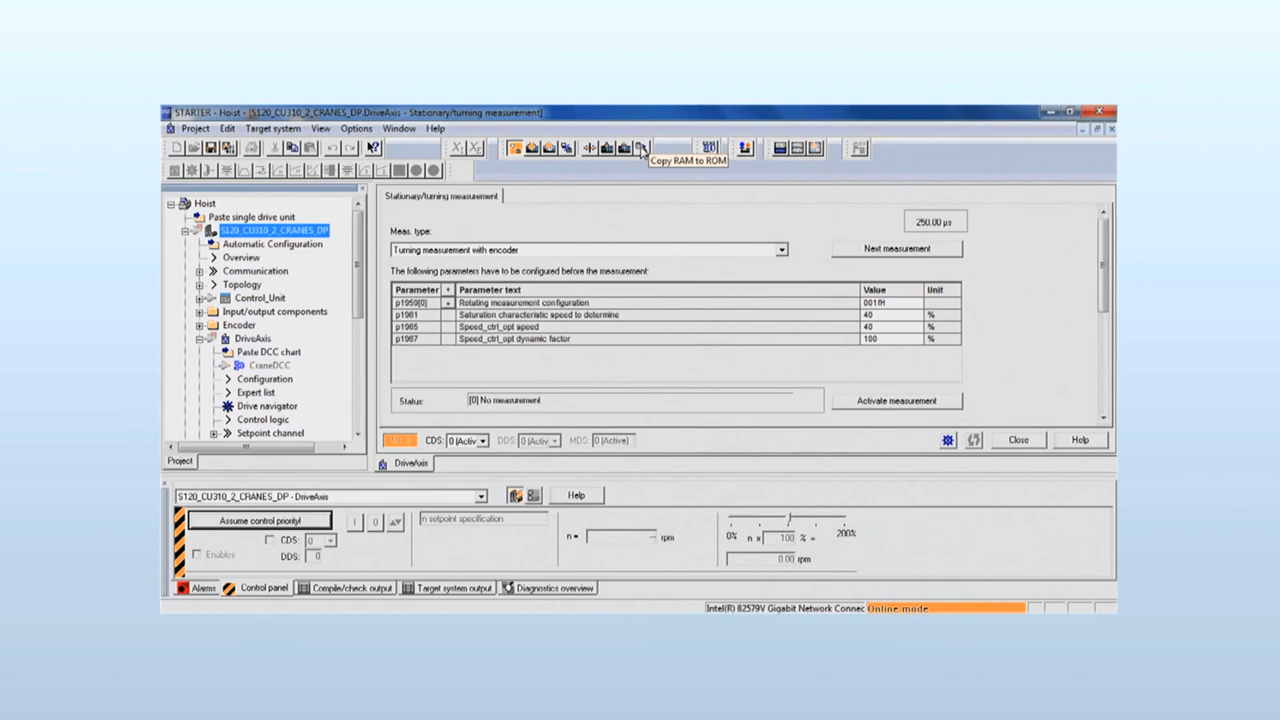 STARTER - Hoist - [S120_CU310_2_CRANES_DP.DriveAxis - Stationary/turning measurement]
Project Edit Target system View Options Window Help
Copy RAM to ROM
Hoist
Paste single drive unit
S120_CU310_2_CRANES_DP
Automatic Configuration
Overview
Communication
Topology
Control_Unit
Input/output components
Encoder
DriveAxis
Paste DCC chart
CraneDCC
Configuration
Expert list
Drive navigator
Control logic
Setpoint channel
Project
Stationary/turning measurement
250.00 µs
Meas. type:
Turning measurement with encoder
Next measurement
The following parameters have to be configured before the measurement:
Parameter + Parameter text Value Unit
p1959[0] + Rotating measurement configuration 001fH
p1961 Saturation characteristic speed to determine 40 %
p1965 Speed_ctrl_opt speed 40 %
p1967 Speed_ctrl_opt dynamic factor 100 %
Status: [0] No measurement Activate measurement
CDS: 0 (Activ DDS: 0 (Activ MDS: 0 (Active) Close Help
DriveAxis
S120_CU310_2_CRANES_DP - DriveAxis Help
Assume control priority!
I 0
CDS: 0
Enables
DDS: 0
n setpoint specification
n = rpm
0% n x 100 % = 200%
0.00 rpm
Alarms Control panel Compile/check output Target system output Diagnostics overview
Intel(R) 82579V Gigabit Network Connec Online mode